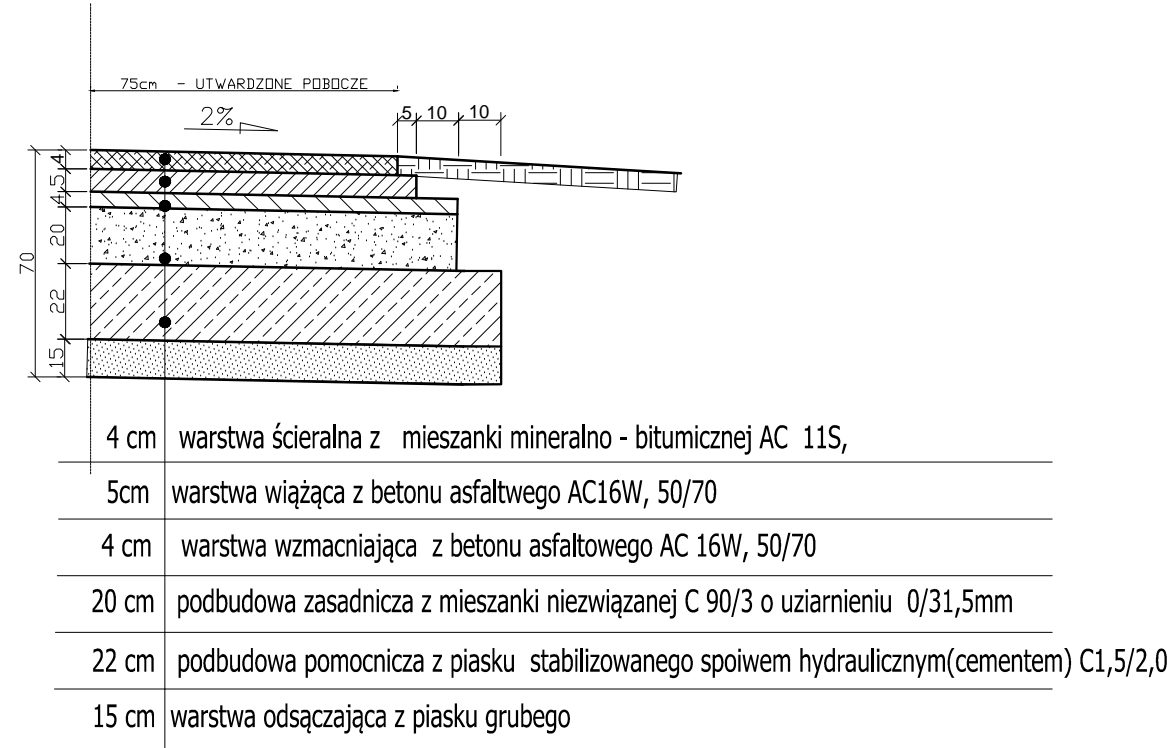 75cm - UTWARDZONE POBOCZE
2%
5 10 10
4
5
4
20
22
15
70
4 cm warstwa ścieralna z mieszanki mineralno - bitumicznej AC 11S,
5cm warstwa wiążąca z betonu asfaltwego AC16W, 50/70
4 cm warstwa wzmacniająca z betonu asfaltowego AC 16W, 50/70
20 cm podbudowa zasadnicza z mieszanki niezwiązanej C 90/3 o uziarnieniu 0/31,5mm
22 cm podbudowa pomocnicza z piasku stabilizowanego spoiwem hydraulicznym(cementem) C1,5/2,0
15 cm warstwa odsączająca z piasku grubego